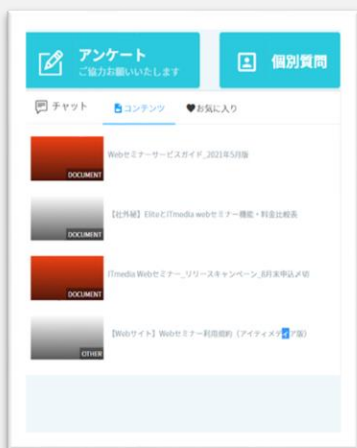 アンケート
ご協力お願いいたします
個別質問
チャット
コンテンツ
お気に入り
DOCUMENT
Webセミナーサービスガイド_2021年5月版
DOCUMENT
【社外秘】EliteとITmedia webセミナー機能・料金比較表
DOCUMENT
ITmedia Webセミナー_リリースキャンペーン_8月末申込〆切
OTHER
【Webサイト】Webセミナー利用規約（アイティメディア版）